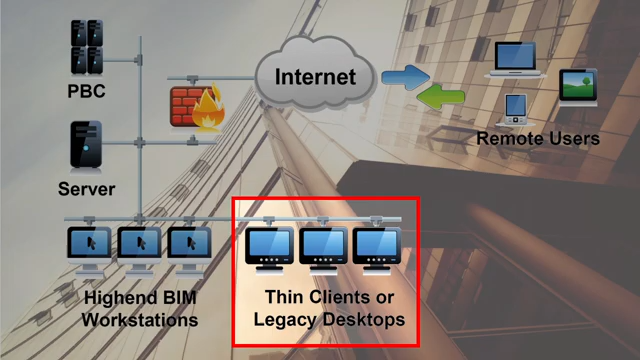 Internet
PBC
Remote Users
Server
Highend BIM
Workstations
Thin Clients or
Legacy Desktops